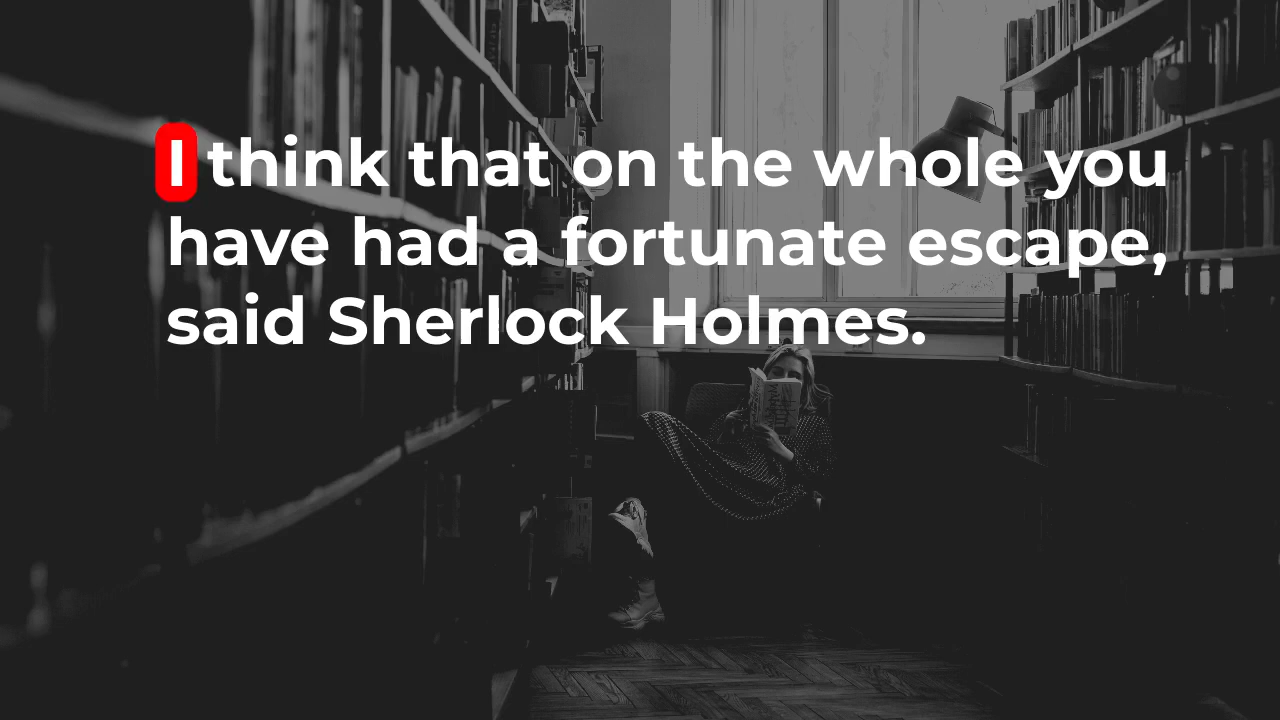 I think that on the whole you
have had a fortunate escape,
said Sherlock Holmes.